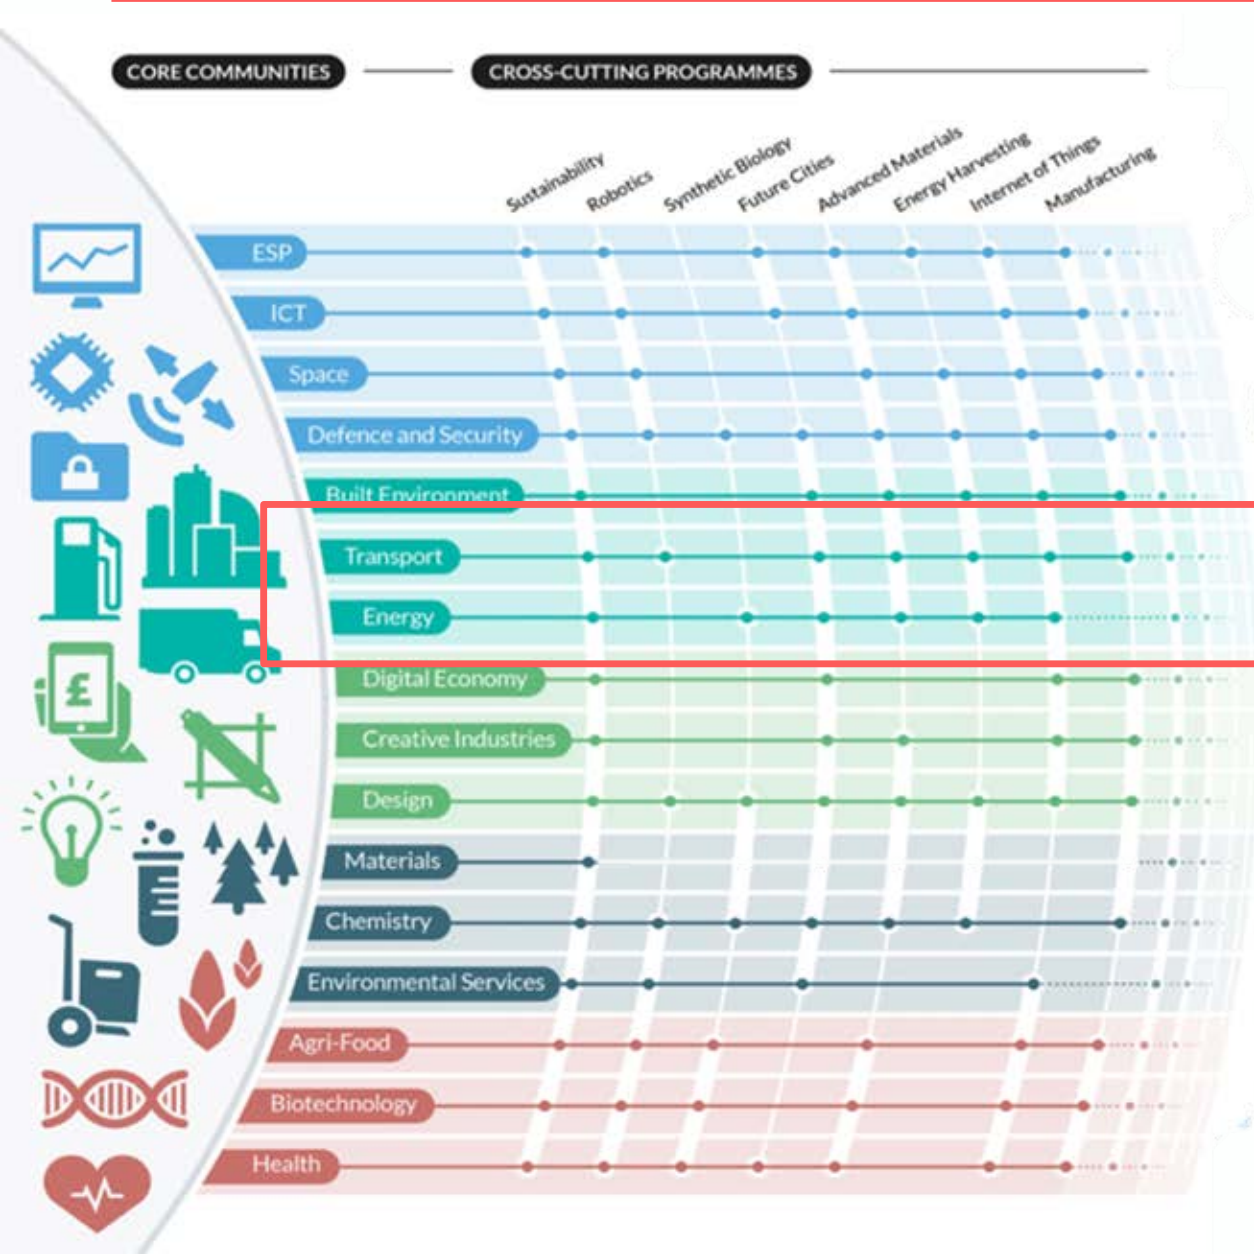 CORE COMMUNITIES
CROSS-CUTTING PROGRAMMES
Sustainability
Robotics
Synthetic Biology
Future Cities
Advanced Materials
Energy Harvesting
Internet of Things
Manufacturing
ESP
ICT
Space
Defence and Security
Built Environment
Transport
Energy
£
Digital Economy
Creative Industries
Design
Materials
Chemistry
Environmental Services
Agri-Food
Biotechnology
Health